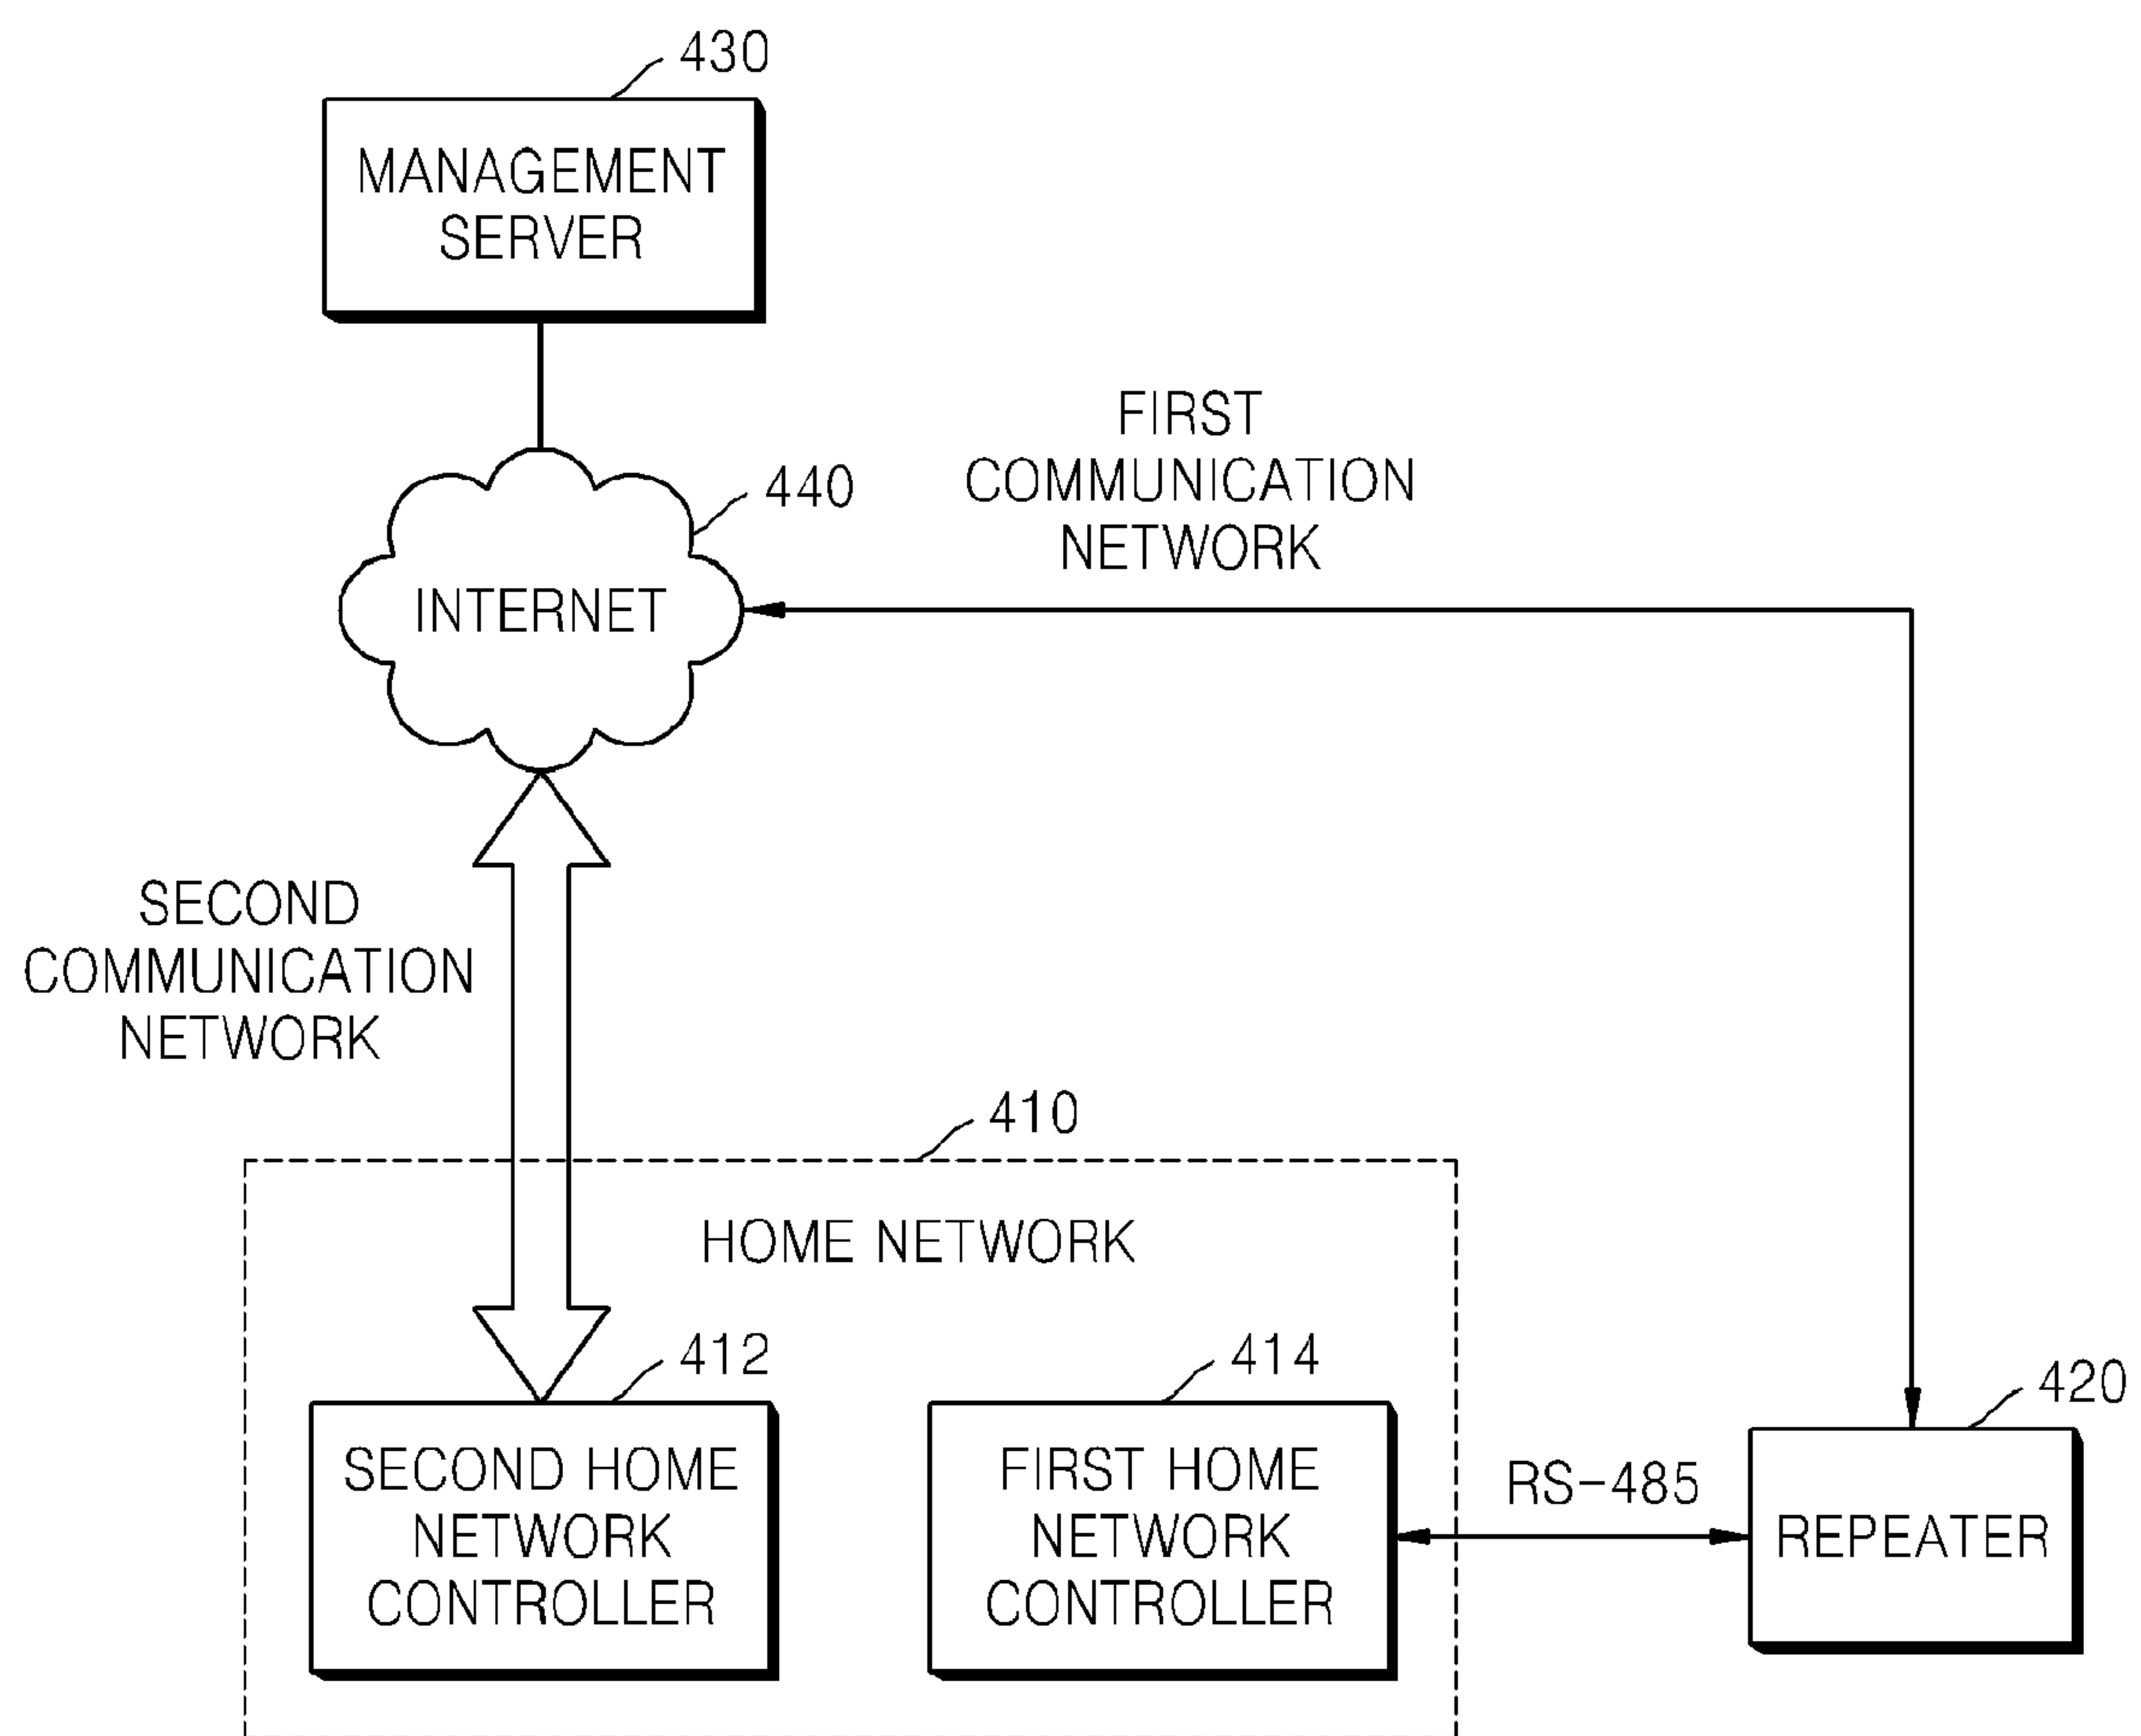 430
MANAGEMENT
SERVER
FIRST
COMMUNICATION
NETWORK
440
INTERNET
SECOND
COMMUNICATION
NETWORK
410
HOME NETWORK
412
414
420
SECOND HOME
NETWORK
CONTROLLER
FIRST HOME
NETWORK
CONTROLLER
RS-485
REPEATER